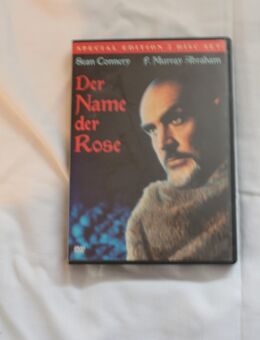 SPECIAL EDITION 2 DISC SET
Sean Connery F. Murray Abraham
Der
Name
der
Rose
DVD